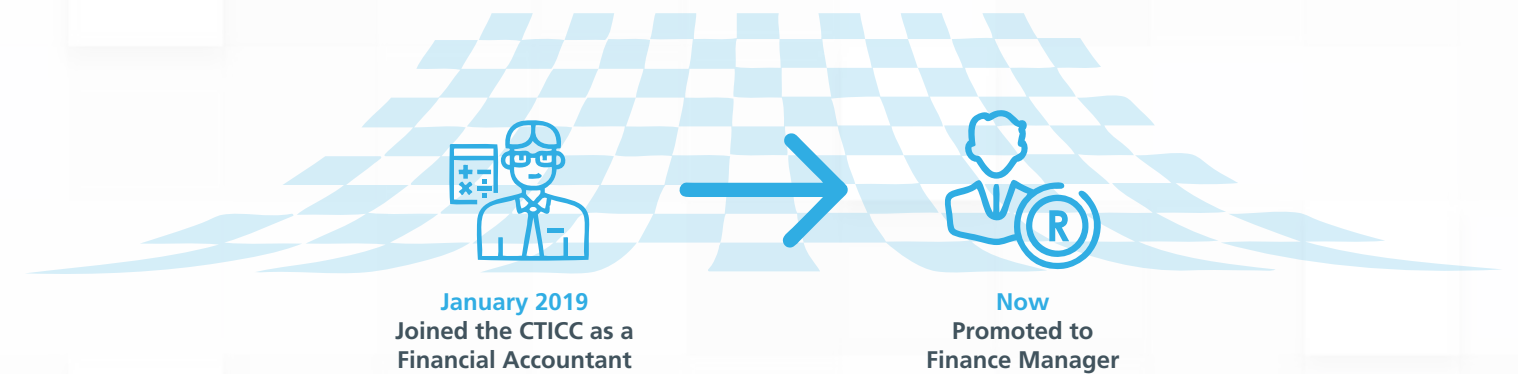 R
January 2019
Joined the CTICC as a
Financial Accountant
Now
Promoted to
Finance Manager